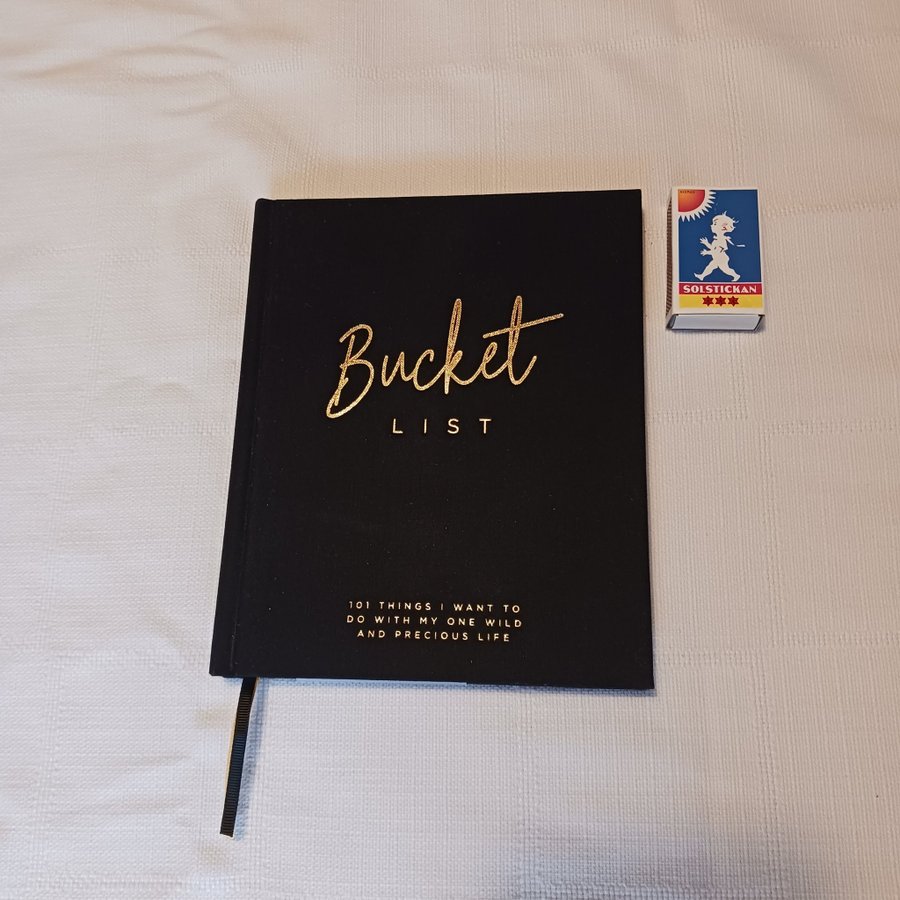 Bucket
LIST
101 THINGS I WANT TO
DO WITH MY ONE WILD
AND PRECIOUS LIFE
SOLSTICKAN